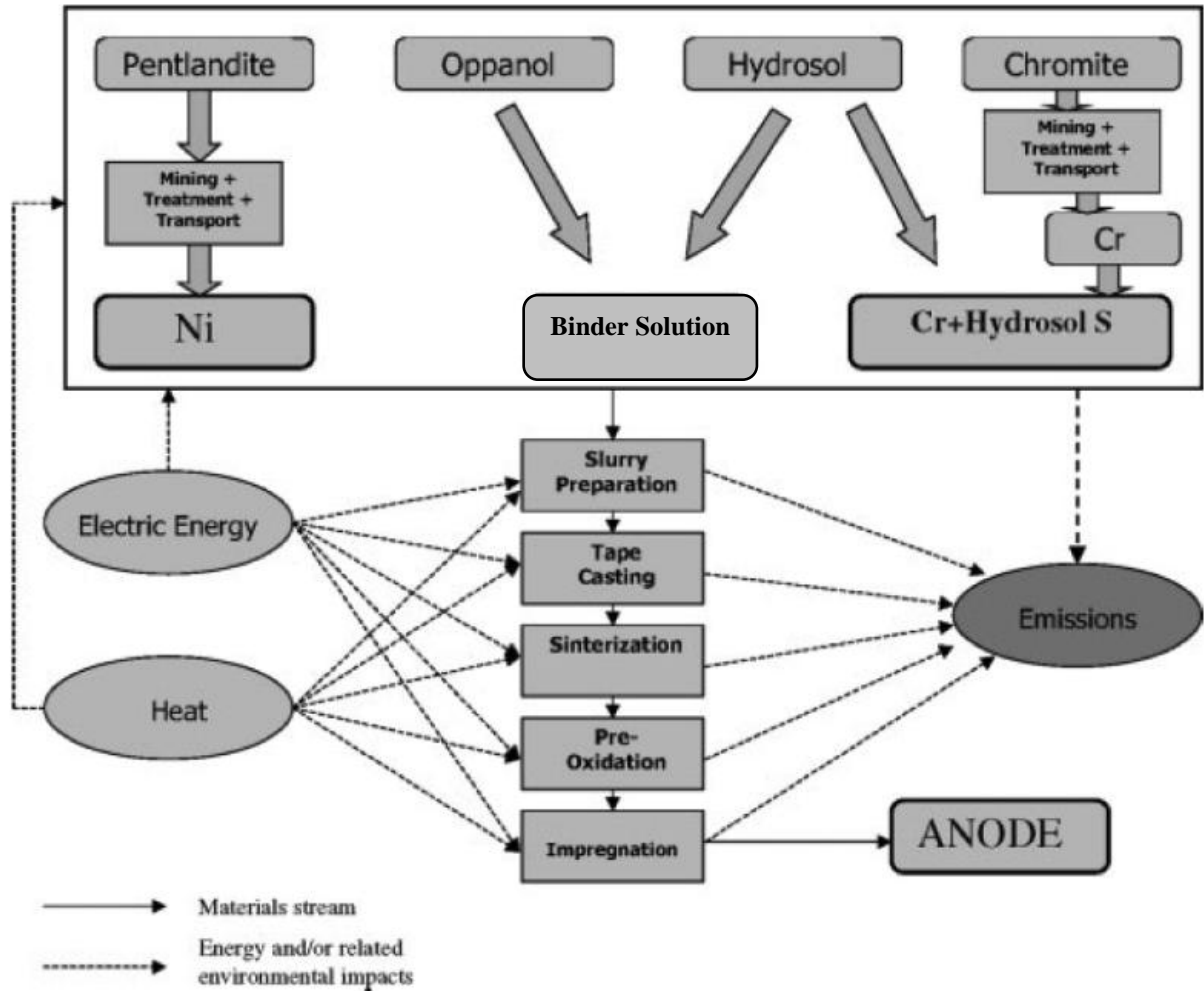 Pentlandite
Oppanol
Hydrosol
Chromite
Mining +
Treatment +
Transport
Mining +
Treatment +
Transport
Cr
Ni
Binder Solution
Cr+Hydrosol S
Slurry
Preparation
Electric Energy
Tape
Casting
Emissions
Sinterization
Heat
Pre-
Oxidation
Impregnation
ANODE
Materials stream
Energy and/or related
environmental impacts